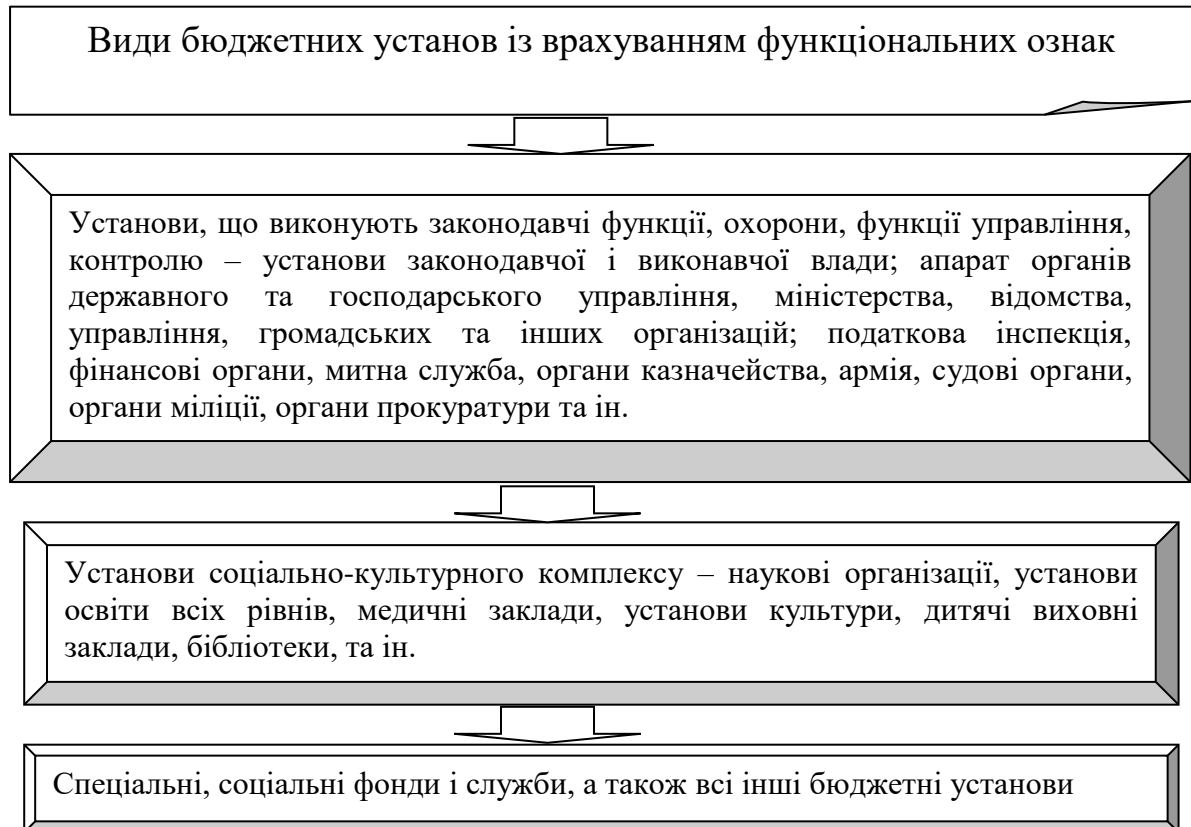 Види бюджетних установ із врахуванням функціональних ознак
Установи, що виконують законодавчі функції, охорони, функції управління,
контролю – установи законодавчої і виконавчої влади; апарат органів
державного та господарського управління, міністерства, відомства,
управління, громадських та інших організацій; податкова інспекція,
фінансові органи, митна служба, органи казначейства, армія, судові органи,
органи міліції, органи прокуратури та ін.
Установи соціально-культурного комплексу – наукові організації, установи
освіти всіх рівнів, медичні заклади, установи культури, дитячі виховні
заклади, бібліотеки, та ін.
Спеціальні, соціальні фонди і служби, а також всі інші бюджетні установи